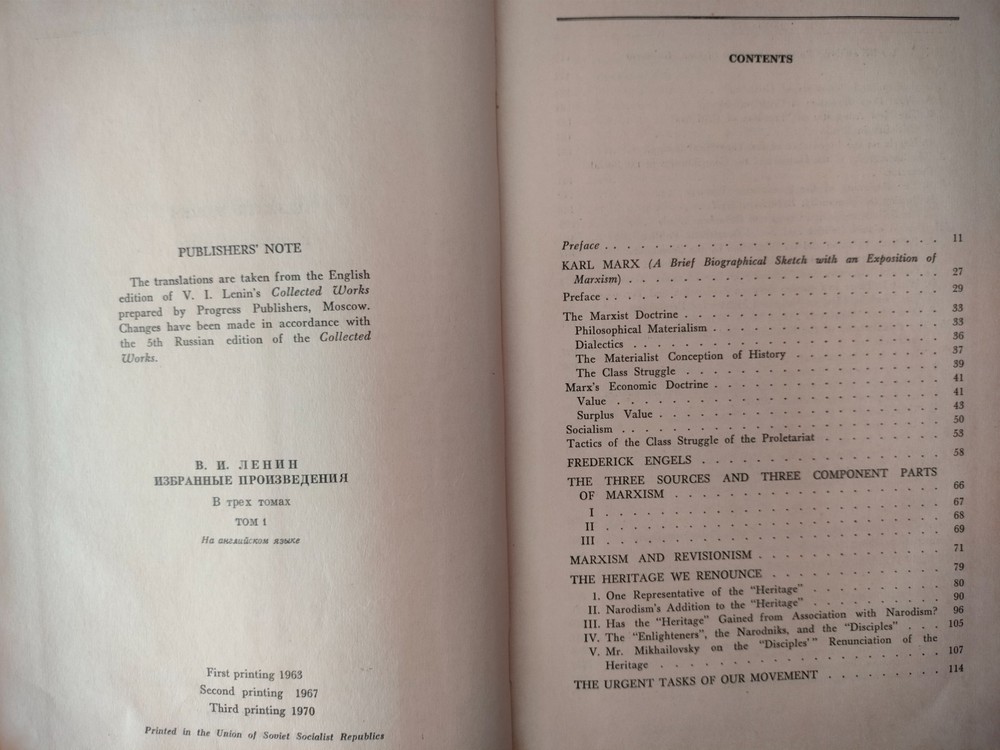 PUBLISHERS' NOTE
The translations are taken from the English
edition of V. I. Lenin's Collected Works
prepared by Progress Publishers, Moscow.
Changes have been made in accordance with
the 5th Russian edition of the Collected
Works.
В. И. ЛЕНИН
ИЗБРАННЫЕ ПРОИЗВЕДЕНИЯ
В трех томах
ТОМ 1
На английском языке
First printing 1963
Second printing 1967
Third printing 1970
Printed in the Union of Soviet Socialist Republics
CONTENTS
Preface . . . . . . . . . . . . . . . . . . . . 11
KARL MARX (A Brief Biographical Sketch with an Exposition of
Marxism) . . . . . . . . . . . . . . . . . . . . 27
Preface . . . . . . . . . . . . . . . . . . . . 29
The Marxist Doctrine . . . . . . . . . . . . . . . . 33
Philosophical Materialism . . . . . . . . . . . . . . 33
Dialectics . . . . . . . . . . . . . . . . . . . 36
The Materialist Conception of History . . . . . . . . . . 37
The Class Struggle . . . . . . . . . . . . . . . . 39
Marx's Economic Doctrine . . . . . . . . . . . . . . 41
Value . . . . . . . . . . . . . . . . . . . . 41
Surplus Value . . . . . . . . . . . . . . . . . . 43
Socialism . . . . . . . . . . . . . . . . . . . 50
Tactics of the Class Struggle of the Proletariat . . . . . . . . 53
FREDERICK ENGELS . . . . . . . . . . . . . . . . 58
THE THREE SOURCES AND THREE COMPONENT PARTS
OF MARXISM . . . . . . . . . . . . . . . . . . 66
I . . . . . . . . . . . . . . . . . . . . . . 67
II . . . . . . . . . . . . . . . . . . . . . 68
III . . . . . . . . . . . . . . . . . . . . . 69
MARXISM AND REVISIONISM . . . . . . . . . . . . . 71
THE HERITAGE WE RENOUNCE . . . . . . . . . . . . 79
I. One Representative of the "Heritage" . . . . . . . . . 80
II. Narodism's Addition to the "Heritage" . . . . . . . . . 90
III. Has the "Heritage" Gained from Association with Narodism? 96
IV. The "Enlighteners", the Narodniks, and the "Disciples" . . . 105
V. Mr. Mikhailovsky on the "Disciples'" Renunciation of the
Heritage . . . . . . . . . . . . . . . . . . . 107
THE URGENT TASKS OF OUR MOVEMENT . . . . . . . . . 114